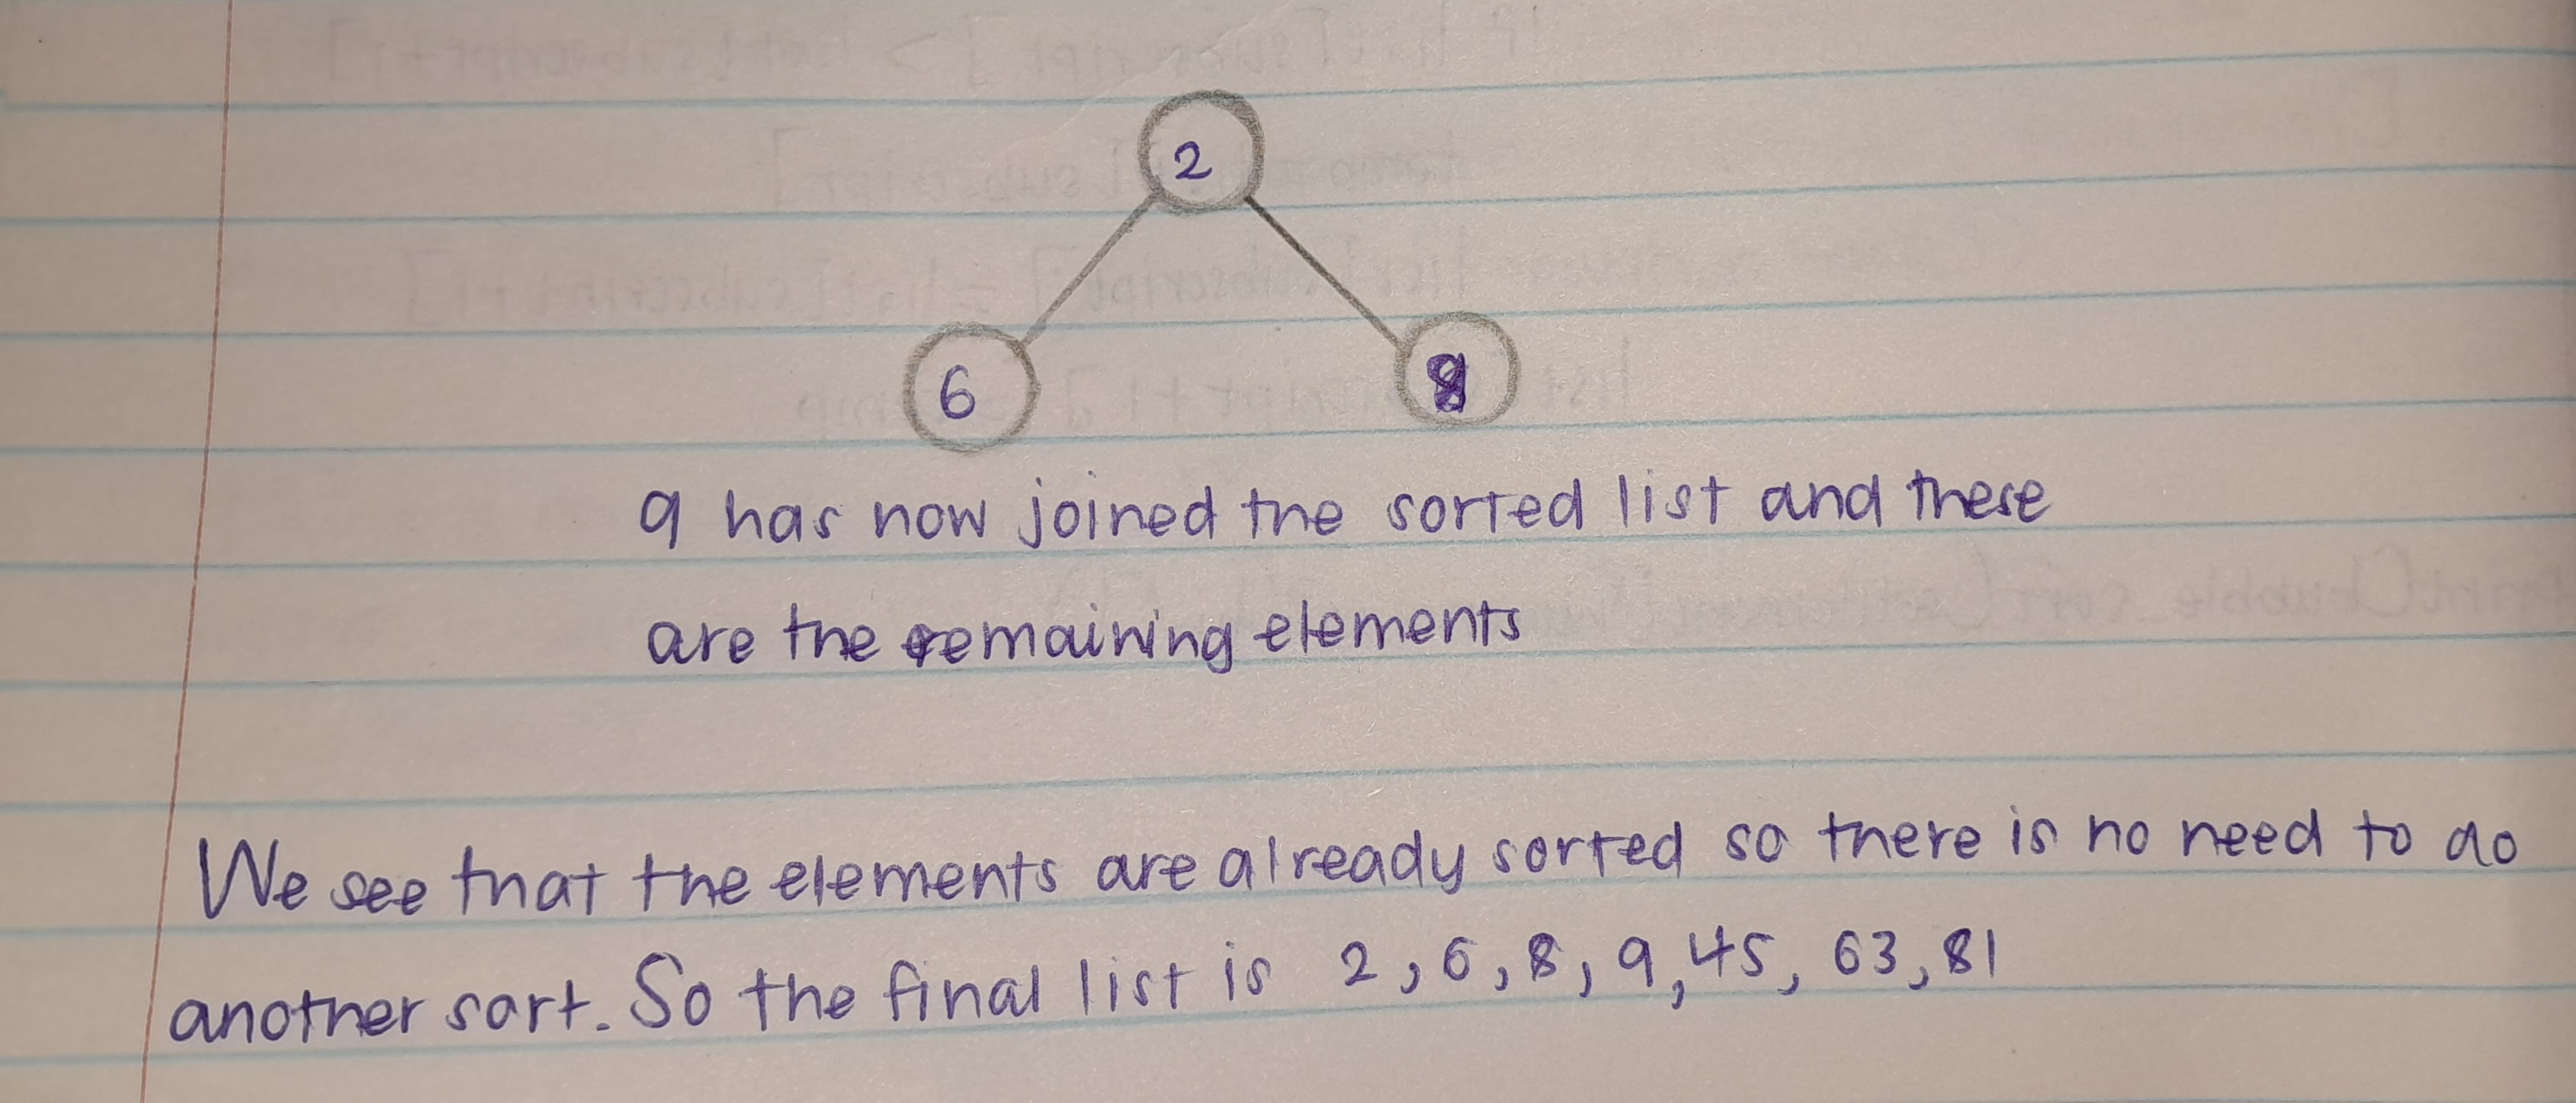 2
6 8
9 has now joined the sorted list and these
are the remaining elements
We see that the elements are already sorted so there is no need to do
another sort. So the final list is 2, 6, 8, 9, 45, 63, 81